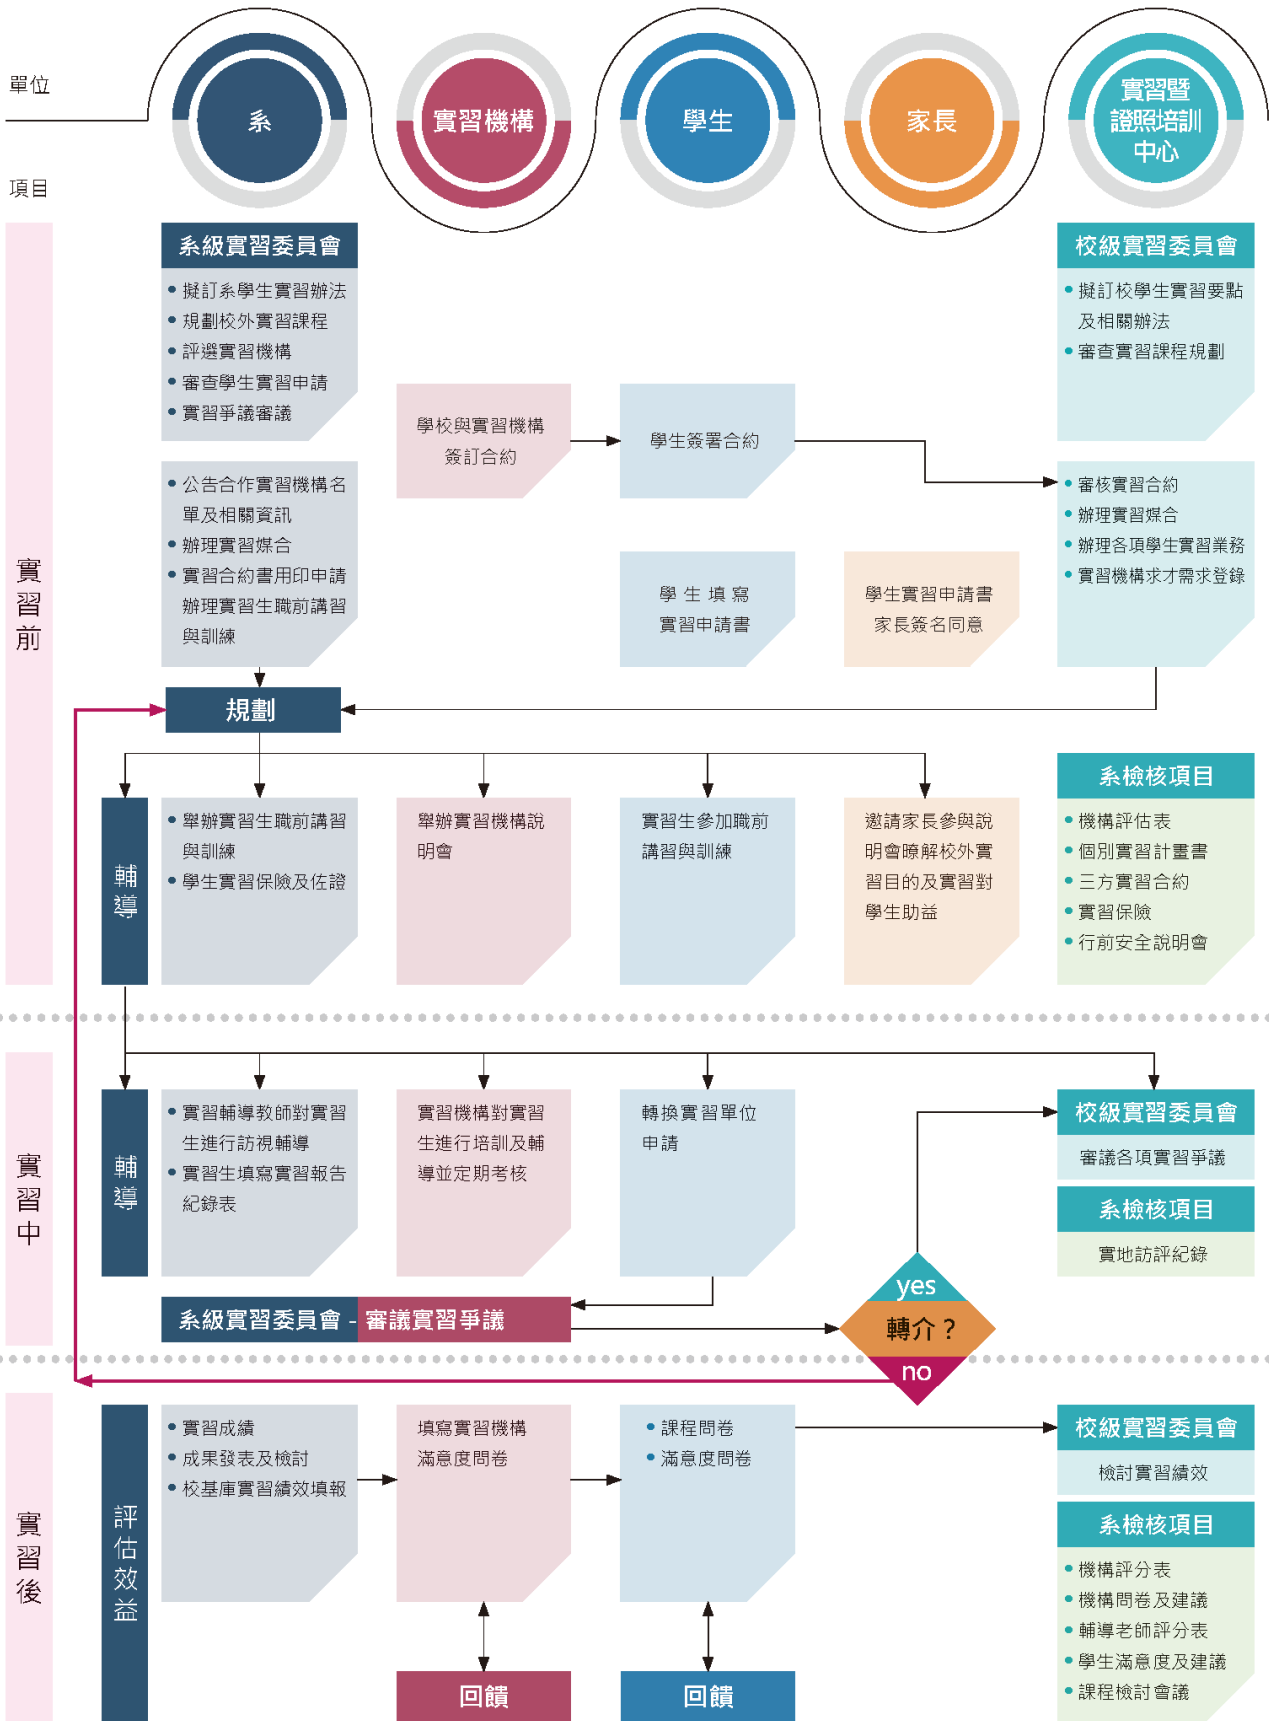 單位
項目
系
實習機構
學生
家長
實習暨
證照培訓
中心
實習前
系級實習委員會
• 擬訂系學生實習辦法
• 規劃校外實習課程
• 評選實習機構
• 審查學生實習申請
• 實習爭議審議
校級實習委員會
• 擬訂校學生實習要點
及相關辦法
• 審查實習課程規劃
學校與實習機構
簽訂合約
學生簽署合約
• 公告合作實習機構名
單及相關資訊
• 辦理實習媒合
• 實習合約書用印申請
辦理實習生職前講習
與訓練
• 審核實習合約
• 辦理實習媒合
• 辦理各項學生實習業務
• 實習機構求才需求登錄
學生填寫
實習申請書
學生實習申請書
家長簽名同意
規劃
輔導
• 舉辦實習生職前講習
與訓練
• 學生實習保險及佐證
舉辦實習機構說
明會
實習生參加職前
講習與訓練
邀請家長參與說
明會瞭解校外實
習目的及實習對
學生助益
系檢核項目
• 機構評估表
• 個別實習計畫書
• 三方實習合約
• 實習保險
• 行前安全說明會
實習中
輔導
• 實習輔導教師對實習
生進行訪視輔導
• 實習生填寫實習報告
紀錄表
實習機構對實習
生進行培訓及輔
導並定期考核
轉換實習單位
申請
校級實習委員會
審議各項實習爭議
系檢核項目
實地訪評紀錄
系級實習委員會 - 審議實習爭議
yes
轉介？
no
實習後
評估效益
• 實習成績
• 成果發表及檢討
• 校基庫實習績效填報
填寫實習機構
滿意度問卷
• 課程問卷
• 滿意度問卷
校級實習委員會
檢討實習績效
系檢核項目
• 機構評分表
• 機構問卷及建議
• 輔導老師評分表
• 學生滿意度及建議
• 課程檢討會議
回饋
回饋